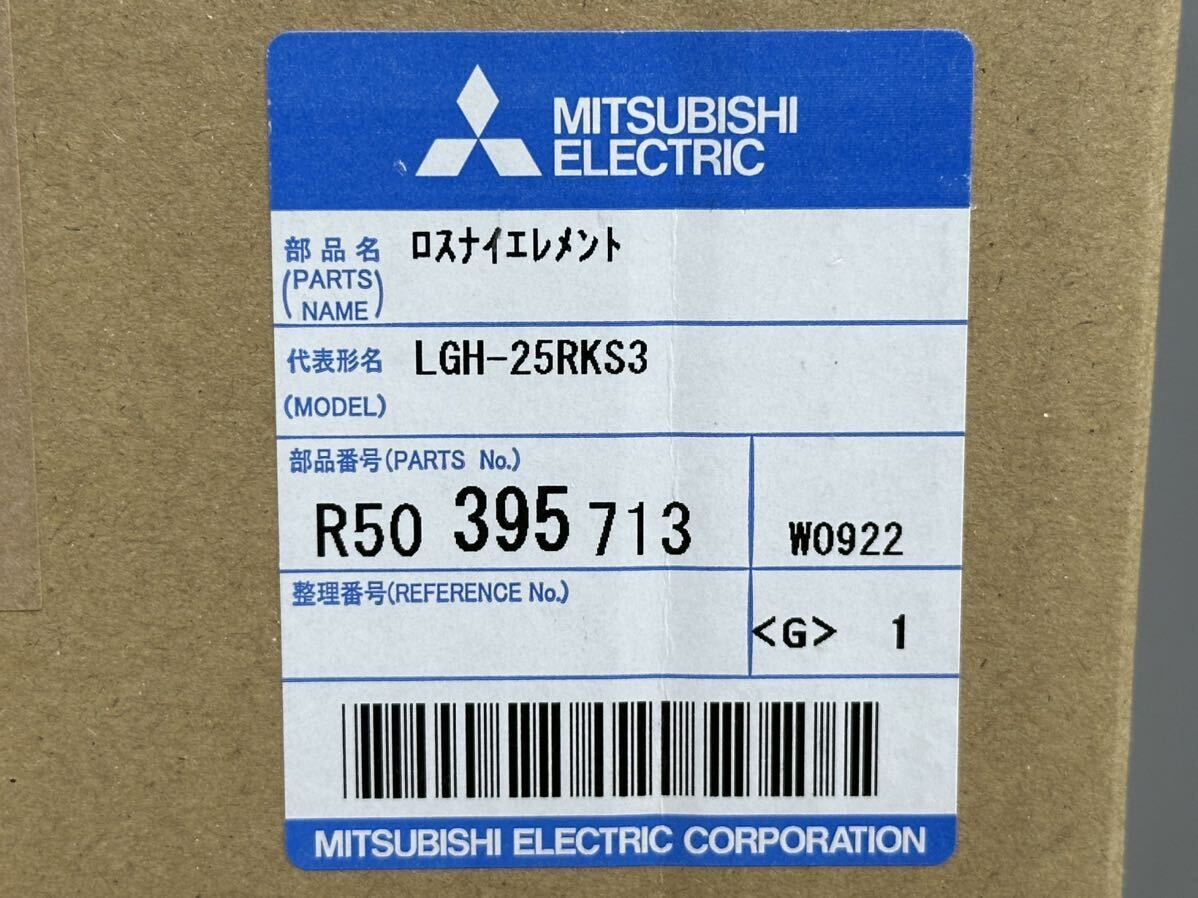 MITSUBISHI
ELECTRIC
部品名 ロスナイエレメント
(PARTS
NAME)
代表形名 LGH-25RKS3
(MODEL)
部品番号(PARTS No.)
R50 395 713 W0922
整理番号(REFERENCE No.)
<G> 1
MITSUBISHI ELECTRIC CORPORATION